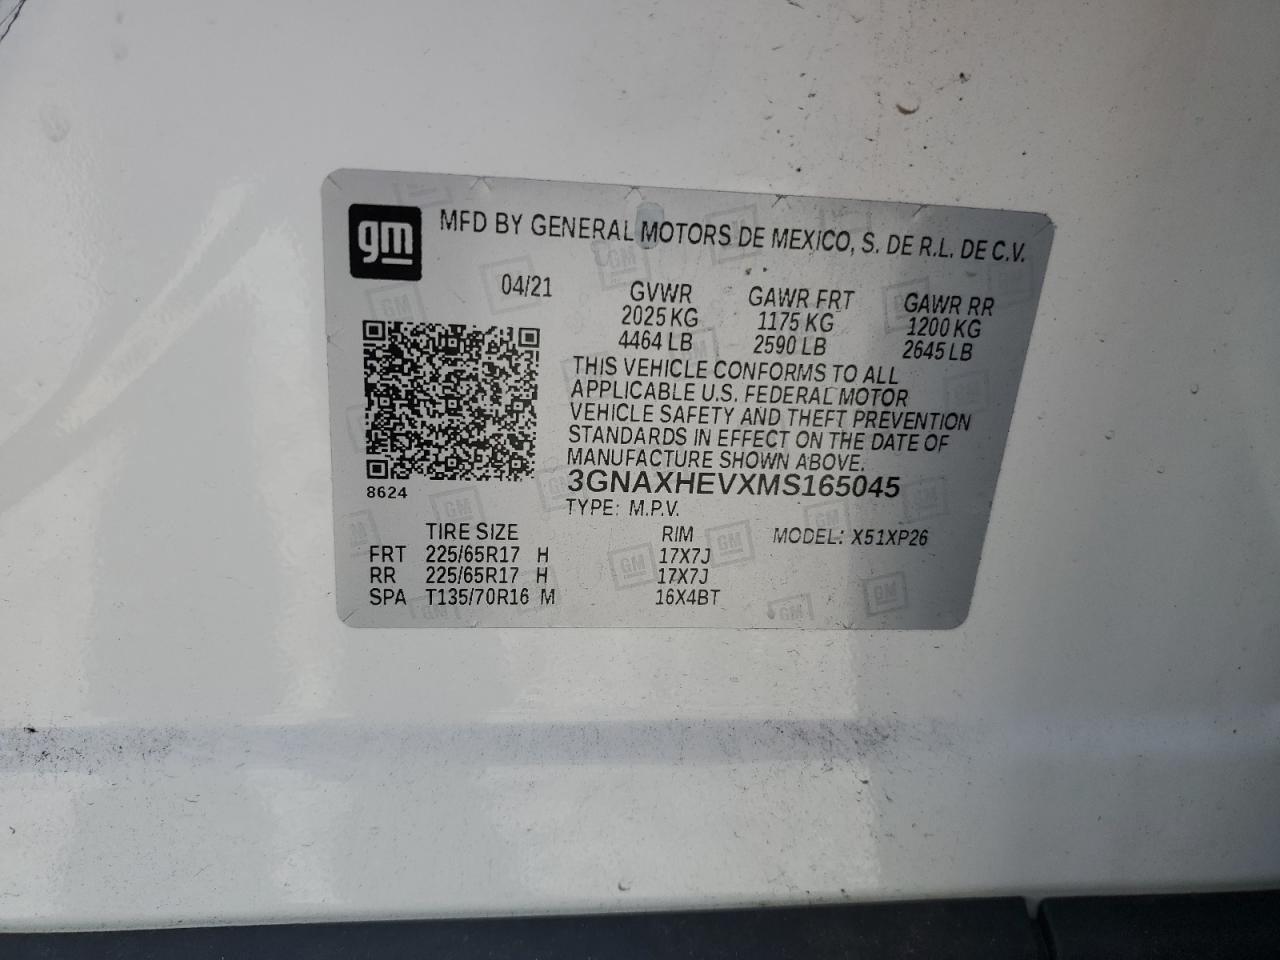 gm
MFD BY GENERAL MOTORS DE MEXICO, S. DE R.L. DE C.V.
04/21 GVWR GAWR FRT GAWR RR
2025 KG 1175 KG 1200 KG
4464 LB 2590 LB 2645 LB
THIS VEHICLE CONFORMS TO ALL
APPLICABLE U.S. FEDERAL MOTOR
VEHICLE SAFETY AND THEFT PREVENTION
STANDARDS IN EFFECT ON THE DATE OF
MANUFACTURE SHOWN ABOVE.
8624
3GNAXHEVXMS165045
TYPE: M.P.V.
TIRE SIZE RIM MODEL: X51XP26
FRT 225/65R17 H 17X7J
RR 225/65R17 H 17X7J
SPA T135/70R16 M 16X4BT